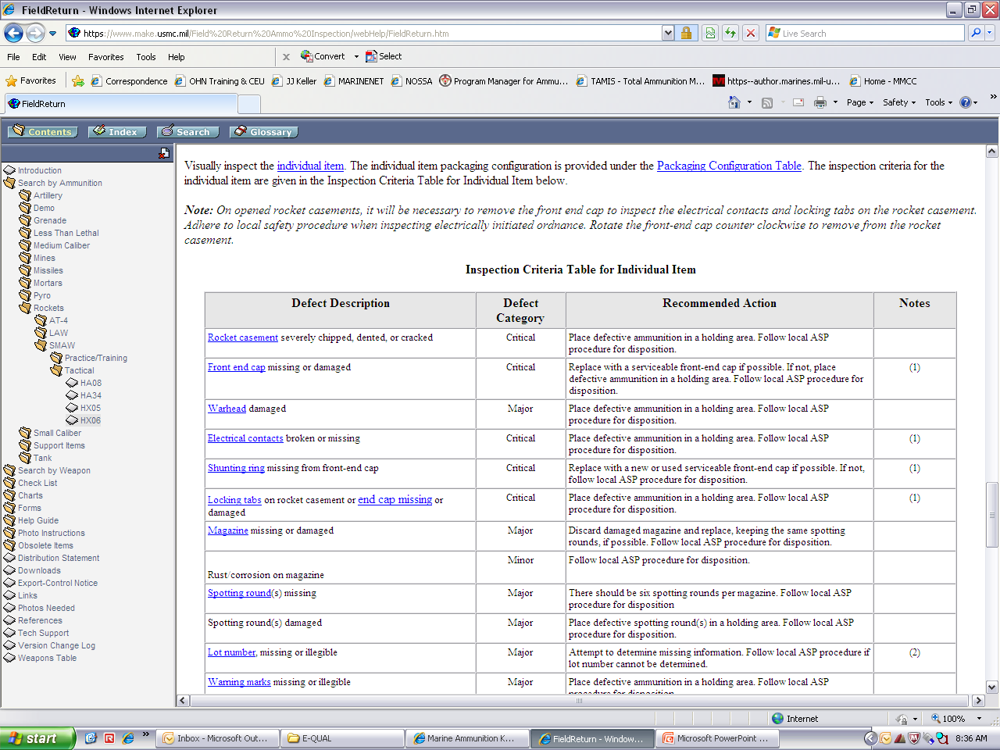 FieldReturn - Windows Internet Explorer
https://www.make.usmc.mil/Field%20Return%20Ammo%20Inspection/webHelp/FieldReturn.htm
Live Search
File Edit View Favorites Tools Help
x Convert Select
Favorites Correspondence OHN Training & CEU JJ Keller MARINENET NOSSA Program Manager for Ammu... TAMIS - Total Ammunition M... https--author.marines.mil-u... Home - MMCC
FieldReturn
Page Safety Tools
Contents Index Search Glossary
Introduction
Search by Ammunition
Artillery
Demo
Grenade
Less Than Lethal
Medium Caliber
Mines
Missiles
Mortars
Pyro
Rockets
AT-4
LAW
SMAW
Practice/Training
Tactical
HA08
HA34
HX05
HX06
Small Caliber
Support Items
Tank
Search by Weapon
Check List
Charts
Forms
Help Guide
Photo Instructions
Obsolete Items
Distribution Statement
Downloads
Export-Control Notice
Links
Photos Needed
References
Tech Support
Version Change Log
Weapons Table
Visually inspect the individual item. The individual item packaging configuration is provided under the Packaging Configuration Table. The inspection criteria for the
individual item are given in the Inspection Criteria Table for Individual Item below.
Note: On opened rocket casements, it will be necessary to remove the front end cap to inspect the electrical contacts and locking tabs on the rocket casement.
Adhere to local safety procedure when inspecting electrically initiated ordnance. Rotate the front-end cap counter clockwise to remove from the rocket
casement.
Inspection Criteria Table for Individual Item
Defect Description
Defect
Category
Recommended Action
Notes
Rocket casement severely chipped, dented, or cracked
Critical
Place defective ammunition in a holding area. Follow local ASP
procedure for disposition.
Front end cap missing or damaged
Critical
Replace with a serviceable front-end cap if possible. If not, place
defective ammunition in a holding area. Follow local ASP procedure for
disposition.
(1)
Warhead damaged
Major
Place defective ammunition in a holding area. Follow local ASP
procedure for disposition.
Electrical contacts broken or missing
Critical
Place defective ammunition in a holding area. Follow local ASP
procedure for disposition.
(1)
Shunting ring missing from front-end cap
Critical
Replace with a new or used serviceable front-end cap if possible. If not,
follow local ASP procedure for disposition.
(1)
Locking tabs on rocket casement or end cap missing or
damaged
Critical
Place defective ammunition in a holding area. Follow local ASP
procedure for disposition.
(1)
Magazine missing or damaged
Major
Discard damaged magazine and replace, keeping the same spotting
rounds, if possible. Follow local ASP procedure for disposition.
Rust/corrosion on magazine
Minor
Follow local ASP procedure for disposition.
Spotting round(s) missing
Major
There should be six spotting rounds per magazine. Follow local ASP
procedure for disposition
Spotting round(s) damaged
Major
Place defective spotting round(s) in a holding area. Follow local ASP
procedure for disposition.
Lot number, missing or illegible
Major
Attempt to determine missing information. Follow local ASP procedure if
lot number cannot be determined.
(2)
Warning marks missing or illegible
Major
Place defective ammunition in a holding area. Follow local ASP
procedure for disposition.
Internet
100%
start
Inbox - Microsoft Out...
E-QUAL
Marine Ammunition K...
FieldReturn - Window...
Microsoft PowerPoint ...
8:36 AM